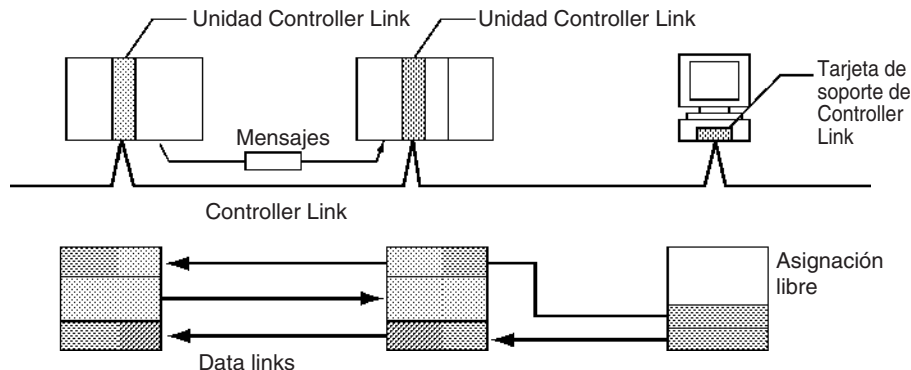 Unidad Controller Link
Unidad Controller Link
Tarjeta de
soporte de
Controller
Link
Mensajes
Controller Link
Asignación
libre
Data links